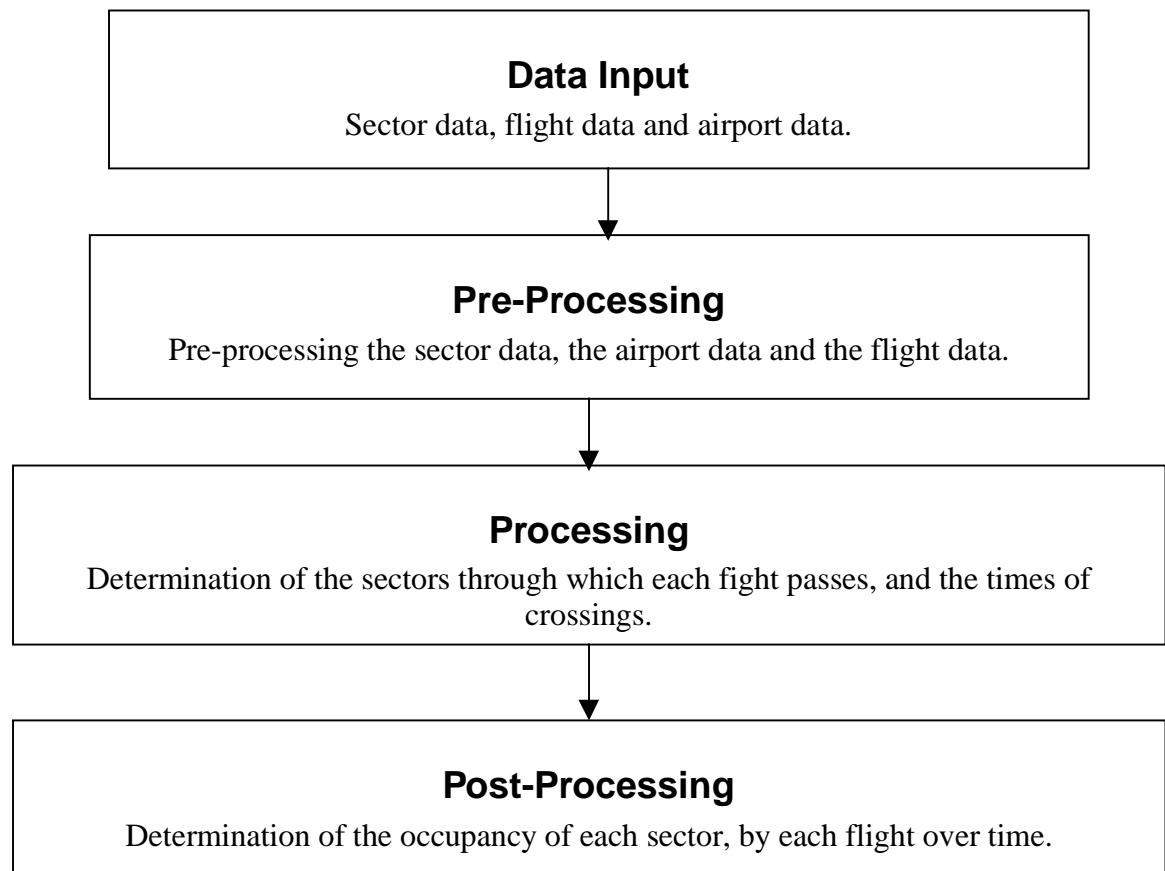 Data Input
Sector data, flight data and airport data.
Pre-Processing
Pre-processing the sector data, the airport data and the flight data.
Processing
Determination of the sectors through which each fight passes, and the times of
crossings.
Post-Processing
Determination of the occupancy of each sector, by each flight over time.